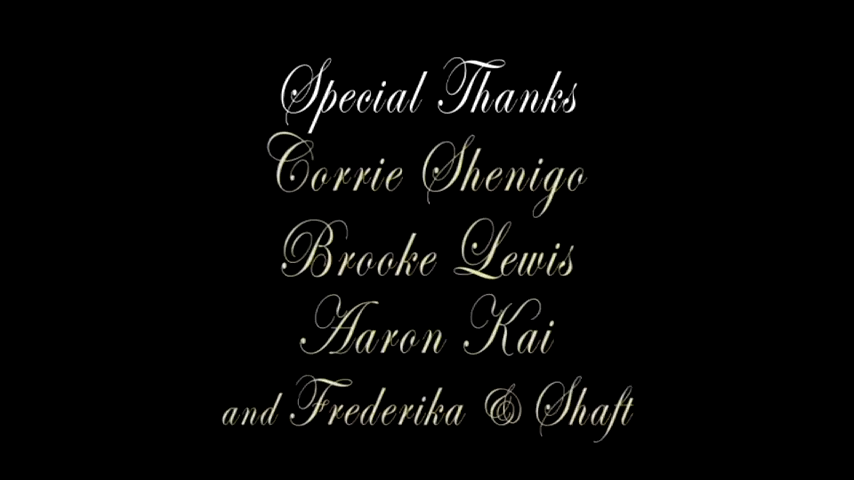 Special Thanks
Corrie Shenigo
Brooke Lewis
Aaron Kai
and Frederika & Shaft